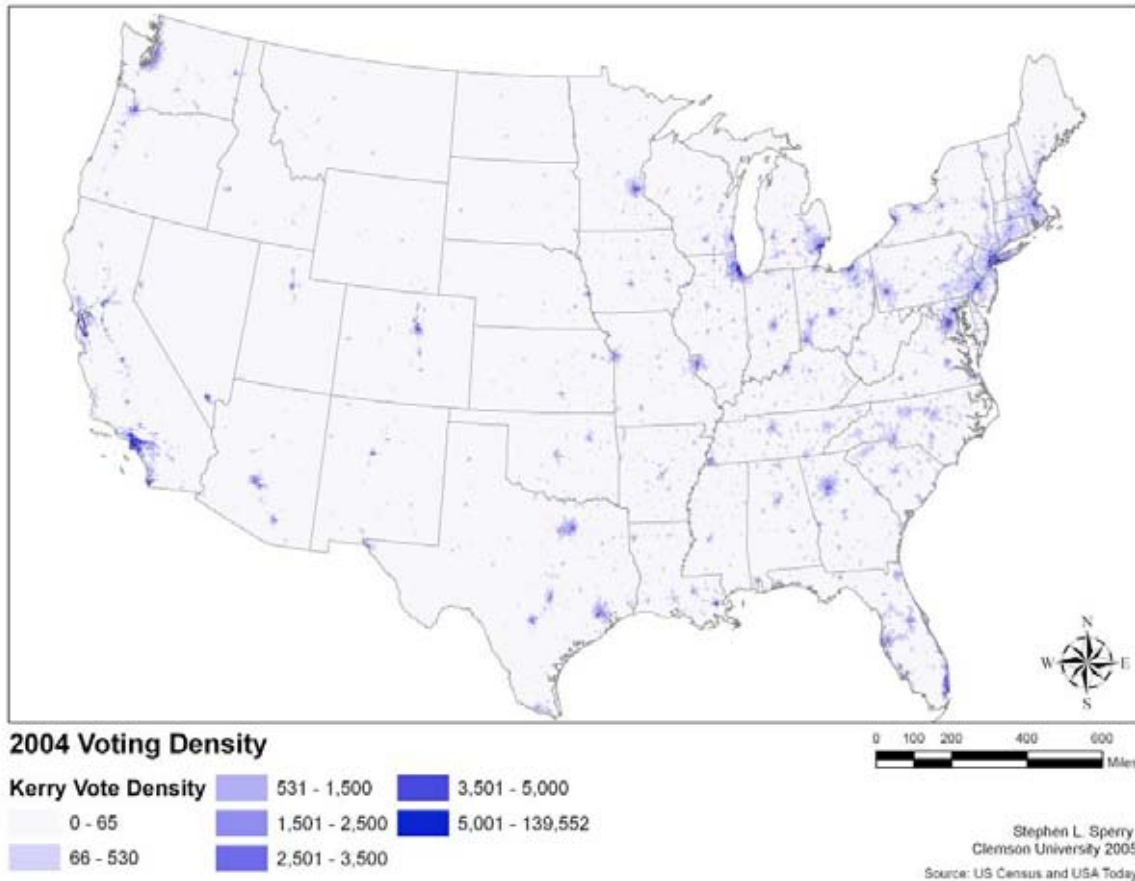 N
W E
S
2004 Voting Density
0 100 200 400 600
Miles
Kerry Vote Density
0 - 65
66 - 530
531 - 1,500
1,501 - 2,500
2,501 - 3,500
3,501 - 5,000
5,001 - 139,552
Stephen L. Sperry
Clemson University 2005
Source: US Census and USA Today